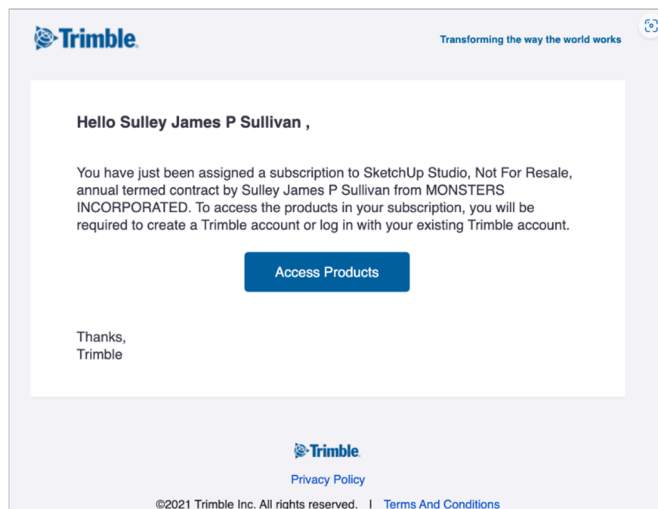 Trimble.
Transforming the way the world works
Hello Sulley James P Sullivan ,
You have just been assigned a subscription to SketchUp Studio, Not For Resale,
annual termed contract by Sulley James P Sullivan from MONSTERS
INCORPORATED. To access the products in your subscription, you will be
required to create a Trimble account or log in with your existing Trimble account.
Access Products
Thanks,
Trimble
Trimble.
Privacy Policy
©2021 Trimble Inc. All rights reserved. | Terms And Conditions